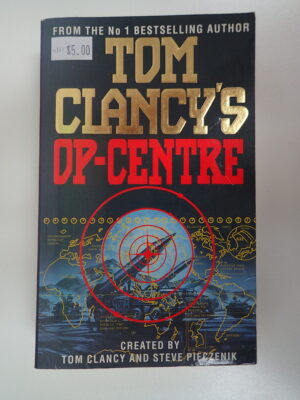 FROM THE No 1 BESTSELLING AUTHOR
$5.00
TOM
CLANCY'S
OP-CENTRE
CREATED BY
TOM CLANCY AND STEVE PIECZENIK